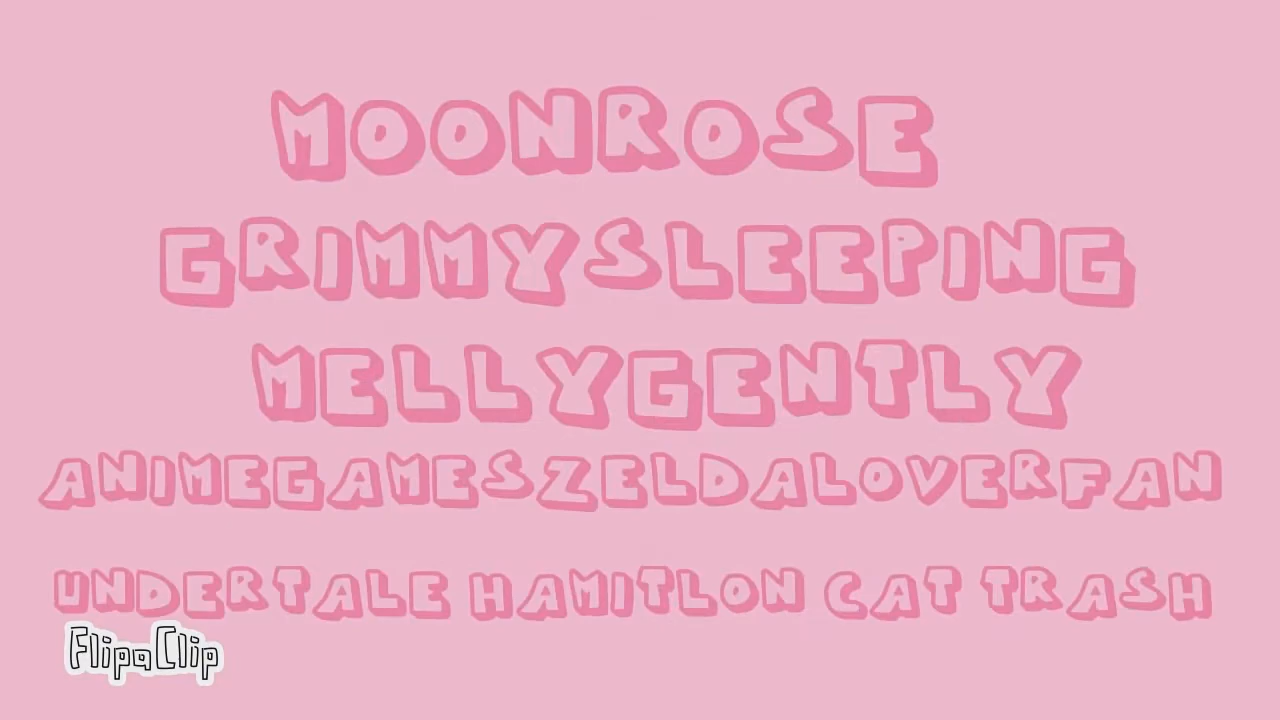 MOONROSE
GRIMMYSLEEPING
MELLYGENTLY
ANIMEGAMESZELDALOVERFAN
UNDERTALE HAMITLON CAT TRASH
FlipaClip